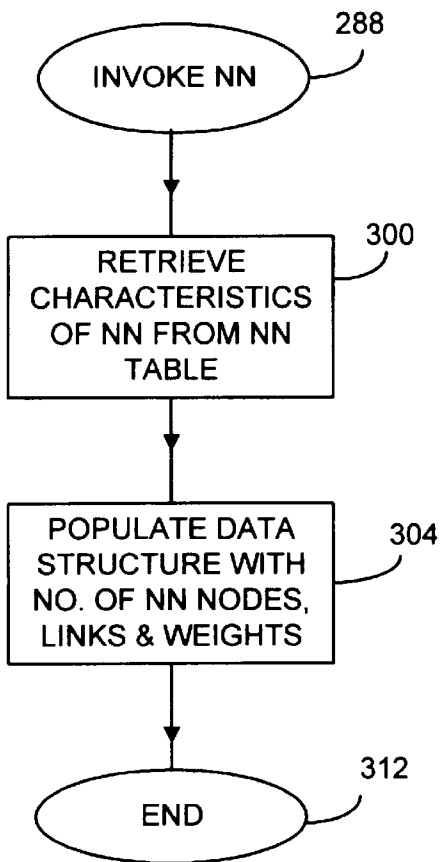 288
INVOKE NN
300
RETRIEVE
CHARACTERISTICS
OF NN FROM NN
TABLE
304
POPULATE DATA
STRUCTURE WITH
NO. OF NN NODES,
LINKS & WEIGHTS
312
END